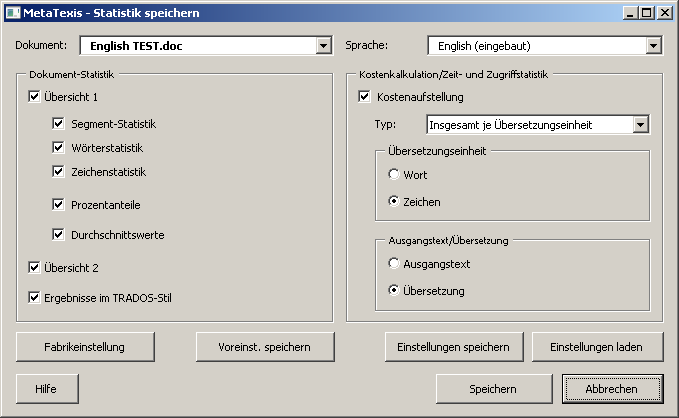 MetaTexis - Statistik speichern
Dokument: English TEST.doc Sprache: English (eingebaut)
Dokument-Statistik
Übersicht 1
Segment-Statistik
Wörterstatistik
Zeichenstatistik
Prozentanteile
Durchschnittswerte
Übersicht 2
Ergebnisse im TRADOS-Stil
Kostenkalkulation/Zeit- und Zugriffstatistik
Kostenaufstellung
Typ: Insgesamt je Übersetzungseinheit
Übersetzungseinheit
Wort
Zeichen
Ausgangstext/Übersetzung
Ausgangstext
Übersetzung
Fabrikeinstellung Voreinst. speichern Einstellungen speichern Einstellungen laden
Hilfe Speichern Abbrechen